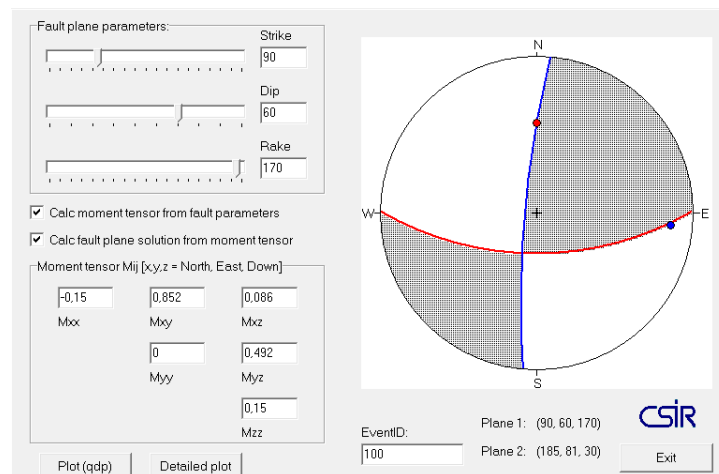 Fault plane parameters:
Strike
90
Dip
60
Rake
170
Calc moment tensor from fault parameters
Calc fault plane solution from moment tensor
Moment tensor Mij [x,y,z = North, East, Down]
-0,15 0,852 0,086
Mxx Mxy Mxz
0 0,492
Myy Myz
0,15
Mzz
Plot (qdp) Detailed plot
N
W E
S
CSIR
EventID:
100
Plane 1: (90, 60, 170)
Plane 2: (185, 81, 30)
Exit